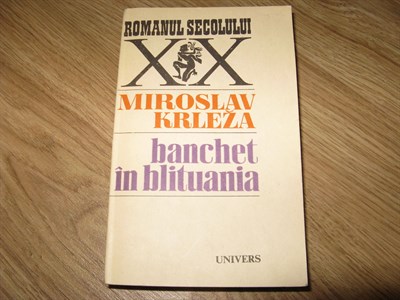 ROMANUL SECOLULUI
XX
MIROSLAV
KRLEŽA
banchet
în blituania
UNIVERS